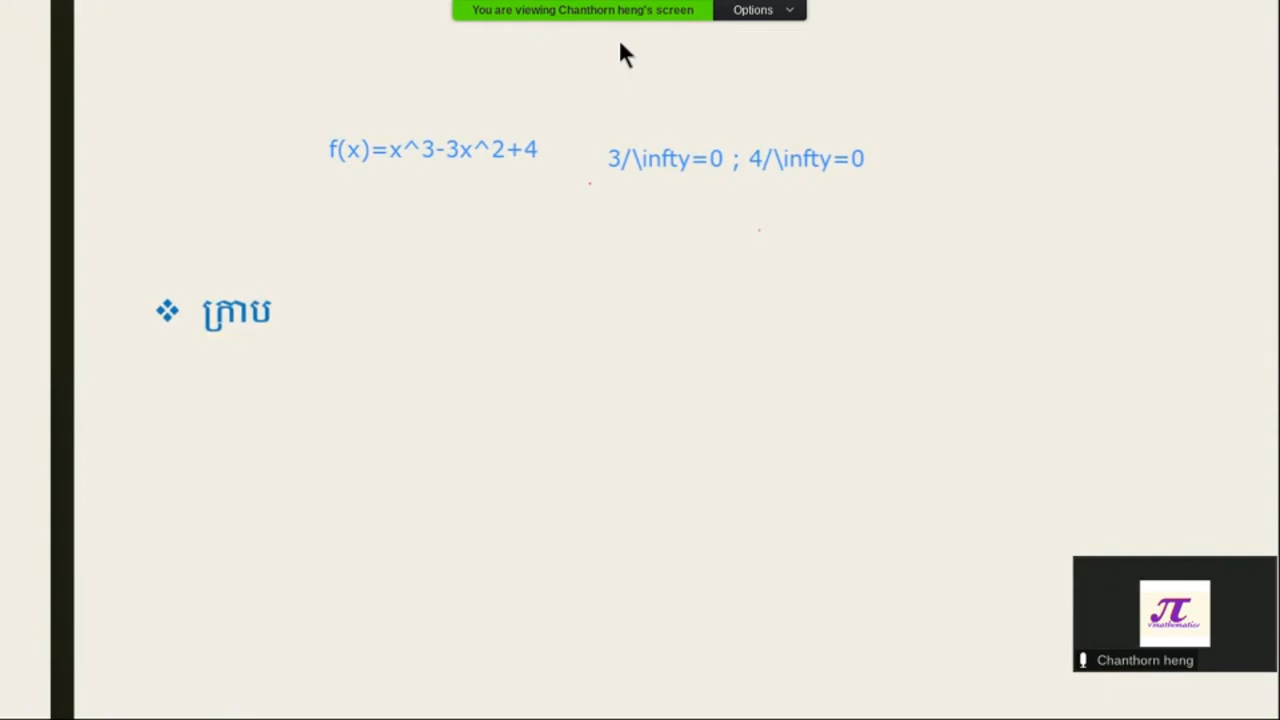 You are viewing Chanthorn heng's screen Options
f(x)=x^3-3x^2+4
3/\infty=0 ; 4/\infty=0
❖ ក្រាប
π
mathematics
Chanthorn heng